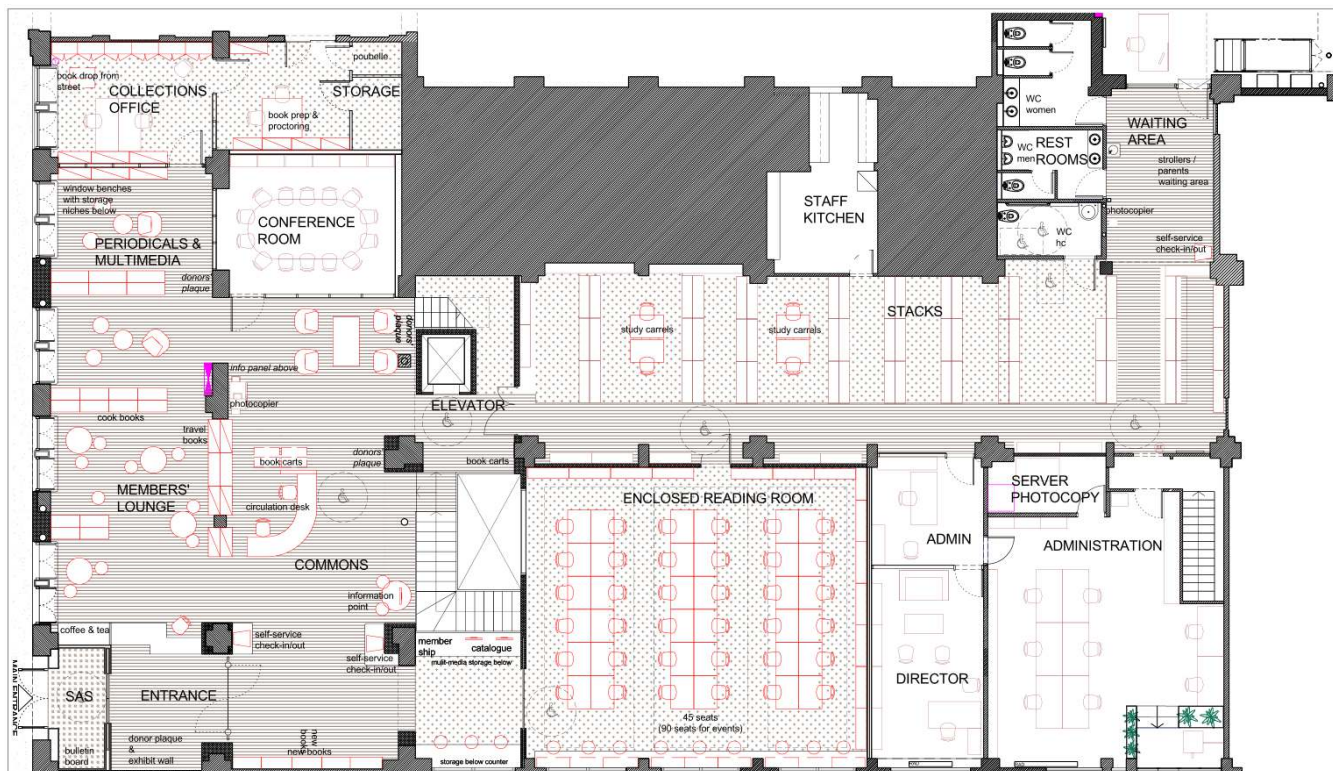 poubelle
book drop from
street
COLLECTIONS
OFFICE
STORAGE
book prep &
proctoring
WC
women
WAITING
AREA
WC
men
REST
ROOMS
strollers /
parents
waiting area
window benches
with storage
niches below
CONFERENCE
ROOM
STAFF
KITCHEN
photocopier
WC
hc
self-service
check-in/out
PERIODICALS &
MULTIMEDIA
donors'
plaque
donors'
plaque
study carrels
study carrels
STACKS
info panel above
photocopier
ELEVATOR
cook books
travel
books
book carts
donors'
plaque
book carts
MEMBERS'
LOUNGE
circulation desk
ENCLOSED READING ROOM
SERVER
PHOTOCOPY
ADMIN
ADMINISTRATION
COMMONS
information
point
coffee & tea
self-service
check-in/out
self-service
check-in/out
member
ship
catalogue
mulit-media storage below
MAIN ENTRANCE
SAS
ENTRANCE
DIRECTOR
45 seats
(90 seats for events)
bulletin
board
donor plaque
&
exhibit wall
new
book
new books
storage below counter